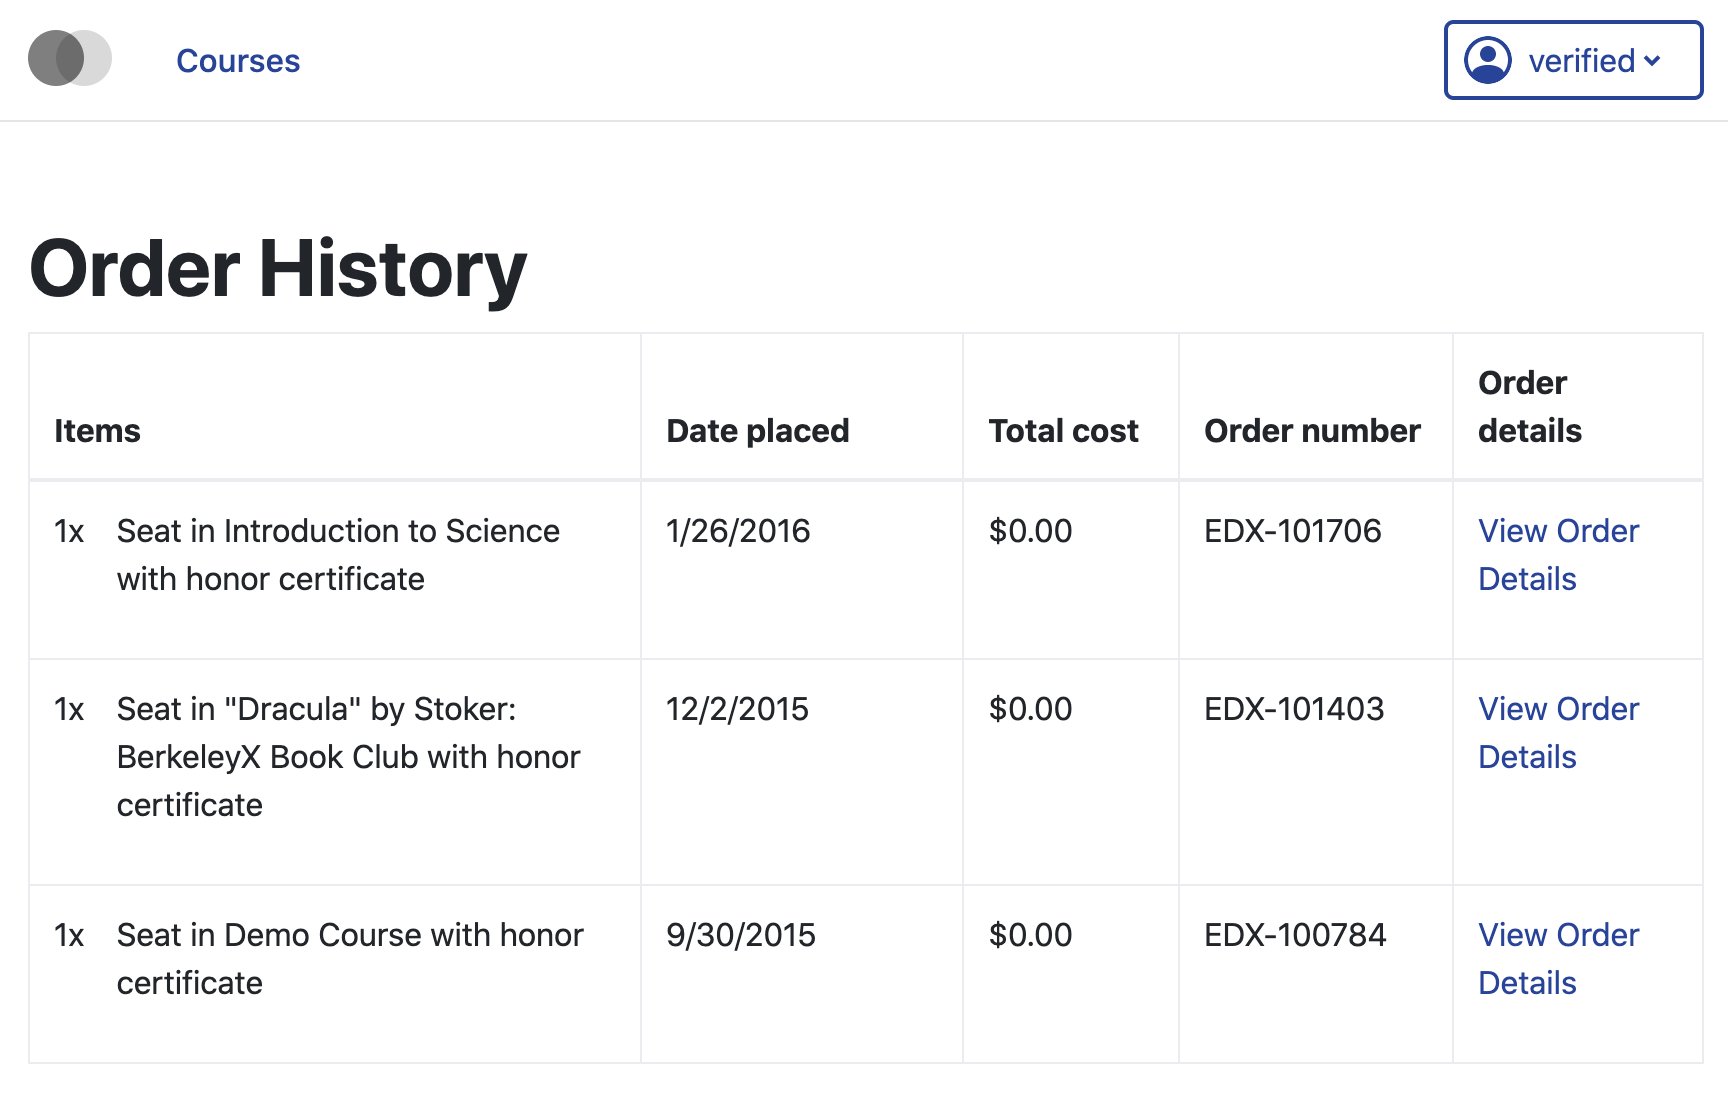 Courses
verified
Order History
Items
Date placed
Total cost
Order number
Order
details
1x Seat in Introduction to Science
with honor certificate
1/26/2016
$0.00
EDX-101706
View Order
Details
1x Seat in "Dracula" by Stoker:
BerkeleyX Book Club with honor
certificate
12/2/2015
$0.00
EDX-101403
View Order
Details
1x Seat in Demo Course with honor
certificate
9/30/2015
$0.00
EDX-100784
View Order
Details